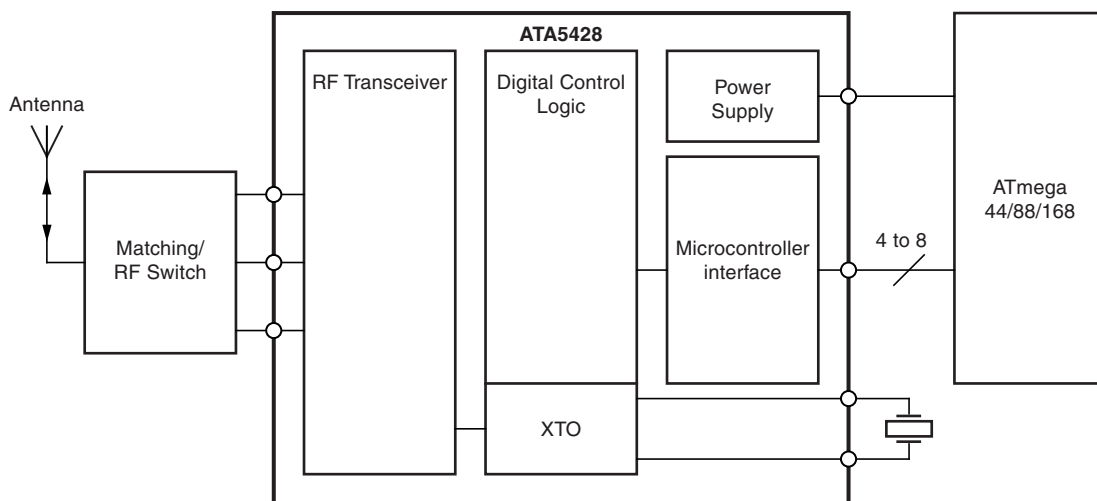 ATA5428
RF Transceiver
Digital Control
Logic
Power
Supply
Antenna
ATmega
44/88/168
Matching/
RF Switch
Microcontroller
interface
4 to 8
XTO